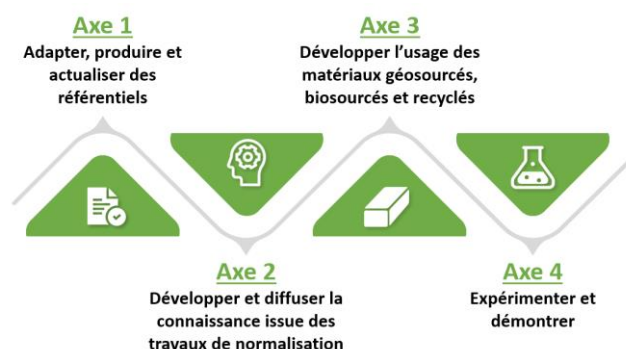 Axe 1
Adapter, produire et
actualiser des
référentiels
Axe 2
Développer et diffuser la
connaissance issue des
travaux de normalisation
Axe 3
Développer l’usage des
matériaux géosourcés,
biosourcés et recyclés
Axe 4
Expérimenter et
démontrer